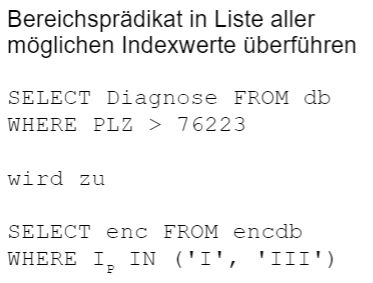 Bereichsprädikat in Liste aller
möglichen Indexwerte überführen
SELECT Diagnose FROM db
WHERE PLZ > 76223
wird zu
SELECT enc FROM encdb
WHERE Ip IN ('I', 'III')